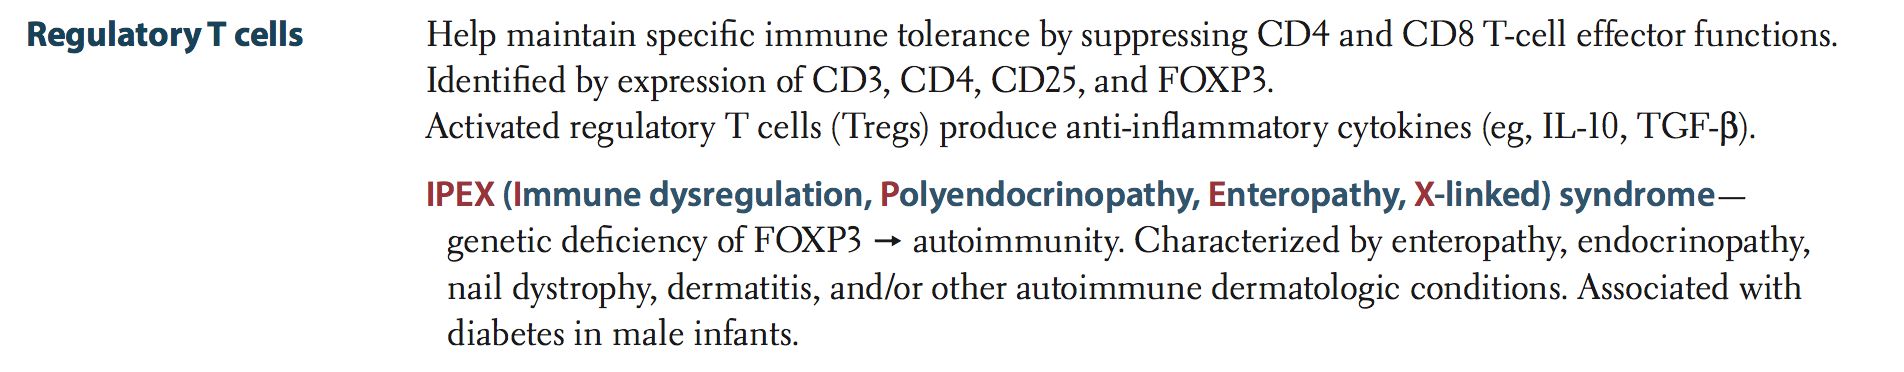 Regulatory T cells
Help maintain specific immune tolerance by suppressing CD4 and CD8 T-cell effector functions.
Identified by expression of CD3, CD4, CD25, and FOXP3.
Activated regulatory T cells (Tregs) produce anti-inflammatory cytokines (eg, IL-10, TGF-β).
IPEX (Immune dysregulation, Polyendocrinopathy, Enteropathy, X-linked) syndrome—
genetic deficiency of FOXP3 → autoimmunity. Characterized by enteropathy, endocrinopathy,
nail dystrophy, dermatitis, and/or other autoimmune dermatologic conditions. Associated with
diabetes in male infants.